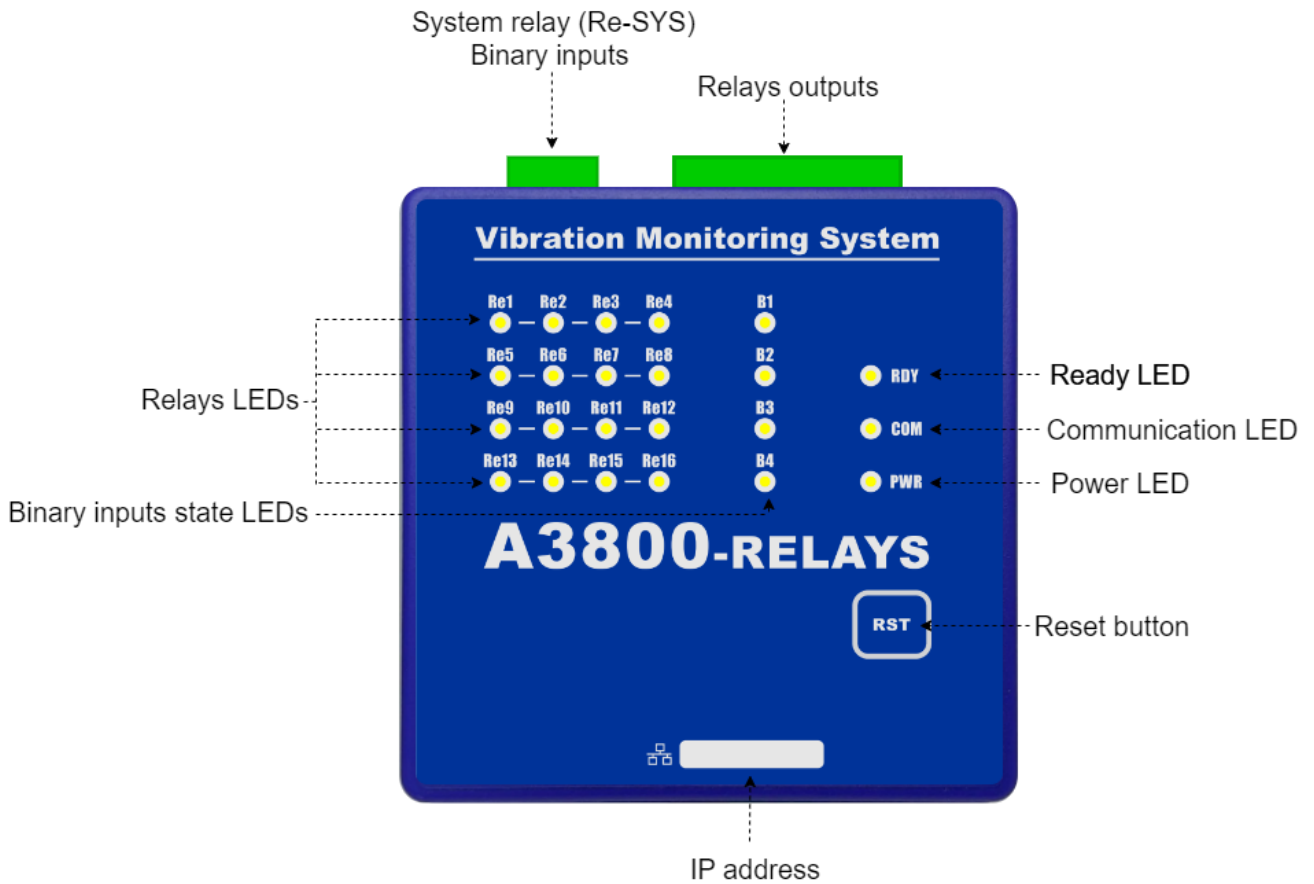 System relay (Re-SYS)
Binary inputs
Relays outputs
Vibration Monitoring System
Re1 Re2 Re3 Re4 B1
Re5 Re6 Re7 Re8 B2
RDY
Ready LED
Relays LEDs
Re9 Re10 Re11 Re12 B3
COM
Communication LED
Re13 Re14 Re15 Re16 B4
PWR
Power LED
Binary inputs state LEDs
A3800-RELAYS
RST
Reset button
IP address